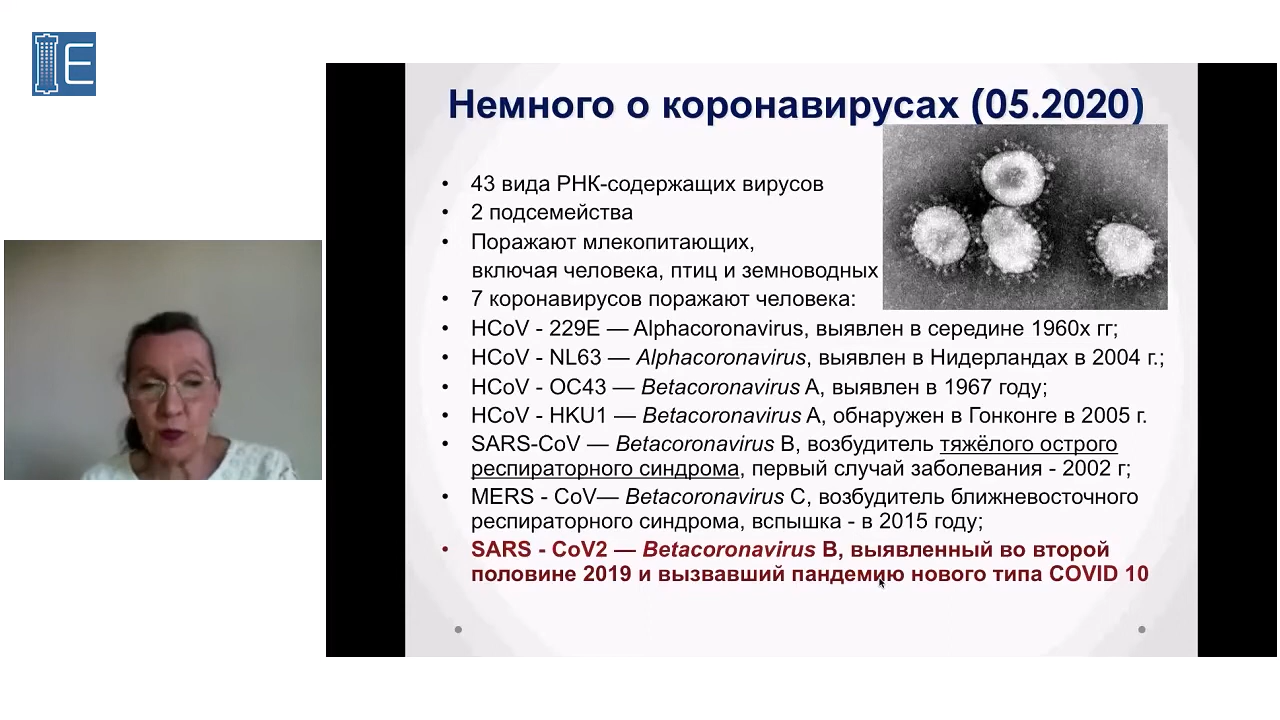 IE
Немного о коронавирусах (05.2020)
• 43 вида РНК-содержащих вирусов
• 2 подсемейства
• Поражают млекопитающих,
включая человека, птиц и земноводных
• 7 коронавирусов поражают человека:
• HCoV - 229E — Alphacoronavirus, выявлен в середине 1960х гг;
• HCoV - NL63 — Alphacoronavirus, выявлен в Нидерландах в 2004 г.;
• HCoV - OC43 — Betacoronavirus A, выявлен в 1967 году;
• HCoV - HKU1 — Betacoronavirus A, обнаружен в Гонконге в 2005 г.
• SARS-CoV — Betacoronavirus B, возбудитель тяжёлого острого
респираторного синдрома, первый случай заболевания - 2002 г;
• MERS - CoV— Betacoronavirus C, возбудитель ближневосточного
респираторного синдрома, вспышка - в 2015 году;
• SARS - CoV2 — Betacoronavirus B, выявленный во второй
половине 2019 и вызвавший пандемию нового типа COVID 10